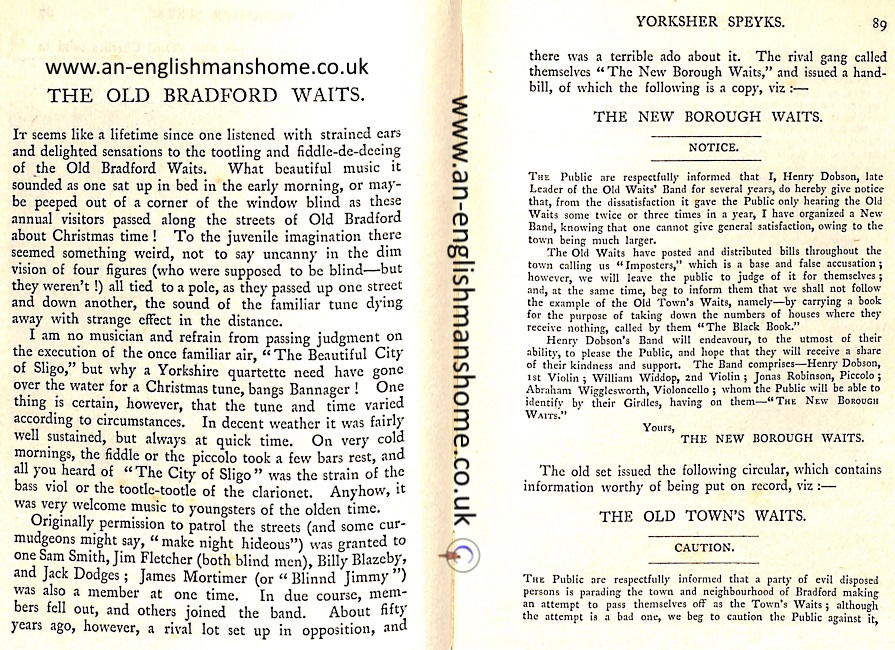 www.an-englishmanshome.co.uk
THE OLD BRADFORD WAITS.
IT seems like a lifetime since one listened with strained ears
and delighted sensations to the tootling and fiddle-de-deeing
of the Old Bradford Waits. What beautiful music it
sounded as one sat up in bed in the early morning, or may-
be peeped out of a corner of the window blind as these
annual visitors passed along the streets of Old Bradford
about Christmas time! To the juvenile imagination there
seemed something weird, not to say uncanny in the dim
vision of four figures (who were supposed to be blind—but
they weren't!) all tied to a pole, as they passed up one street
and down another, the sound of the familiar tune dying
away with strange effect in the distance.
I am no musician and refrain from passing judgment on
the execution of the once familiar air, "The Beautiful City
of Sligo," but why a Yorkshire quartette need have gone
over the water for a Christmas tune, bangs Bannager! One
thing is certain, however, that the tune and time varied
according to circumstances. In decent weather it was fairly
well sustained, but always at quick time. On very cold
mornings, the fiddle or the piccolo took a few bars rest, and
all you heard of "The City of Sligo" was the strain of the
bass viol or the tootle-tootle of the clarionet. Anyhow, it
was very welcome music to youngsters of the olden time.
Originally permission to patrol the streets (and some cur-
mudgeons might say, "make night hideous") was granted to
one Sam Smith, Jim Fletcher (both blind men), Billy Blazeby,
and Jack Dodges; James Mortimer (or "Blinnd Jimmy")
was also a member at one time. In due course, mem-
bers fell out, and others joined the band. About fifty
years ago, however, a rival lot set up in opposition, and
www.an-englishmanshome.co.uk
YORKSHER SPEYKS. 89
there was a terrible ado about it. The rival gang called
themselves "The New Borough Waits," and issued a hand-
bill, of which the following is a copy, viz :—
THE NEW BOROUGH WAITS.
NOTICE.
THE Public are respectfully informed that I, Henry Dobson, late
Leader of the Old Waits' Band for several years, do hereby give notice
that, from the dissatisfaction it gave the Public only hearing the Old
Waits some twice or three times in a year, I have organized a New
Band, knowing that one cannot give general satisfaction, owing to the
town being much larger.
The Old Waits have posted and distributed bills throughout the
town calling us "Imposters," which is a base and false accusation;
however, we will leave the public to judge of it for themselves;
and, at the same time, beg to inform them that we shall not follow
the example of the Old Town's Waits, namely—by carrying a book
for the purpose of taking down the numbers of houses where they
receive nothing, called by them "The Black Book."
Henry Dobson's Band will endeavour, to the utmost of their
ability, to please the Public, and hope that they will receive a share
of their kindness and support. The Band comprises—Henry Dobson,
1st Violin; William Widdop, 2nd Violin; Jonas Robinson, Piccolo;
Abraham Wigglesworth, Violoncello; whom the Public will be able to
identify by their Girdles, having on them—"THE NEW BOROUGH
WAITS."
Yours,
THE NEW BOROUGH WAITS.
The old set issued the following circular, which contains
information worthy of being put on record, viz :—
THE OLD TOWN'S WAITS.
CAUTION.
THE Public are respectfully informed that a party of evil disposed
persons is parading the town and neighbourhood of Bradford making
an attempt to pass themselves off as the Town's Waits; although
the attempt is a bad one, we beg to caution the Public against it,